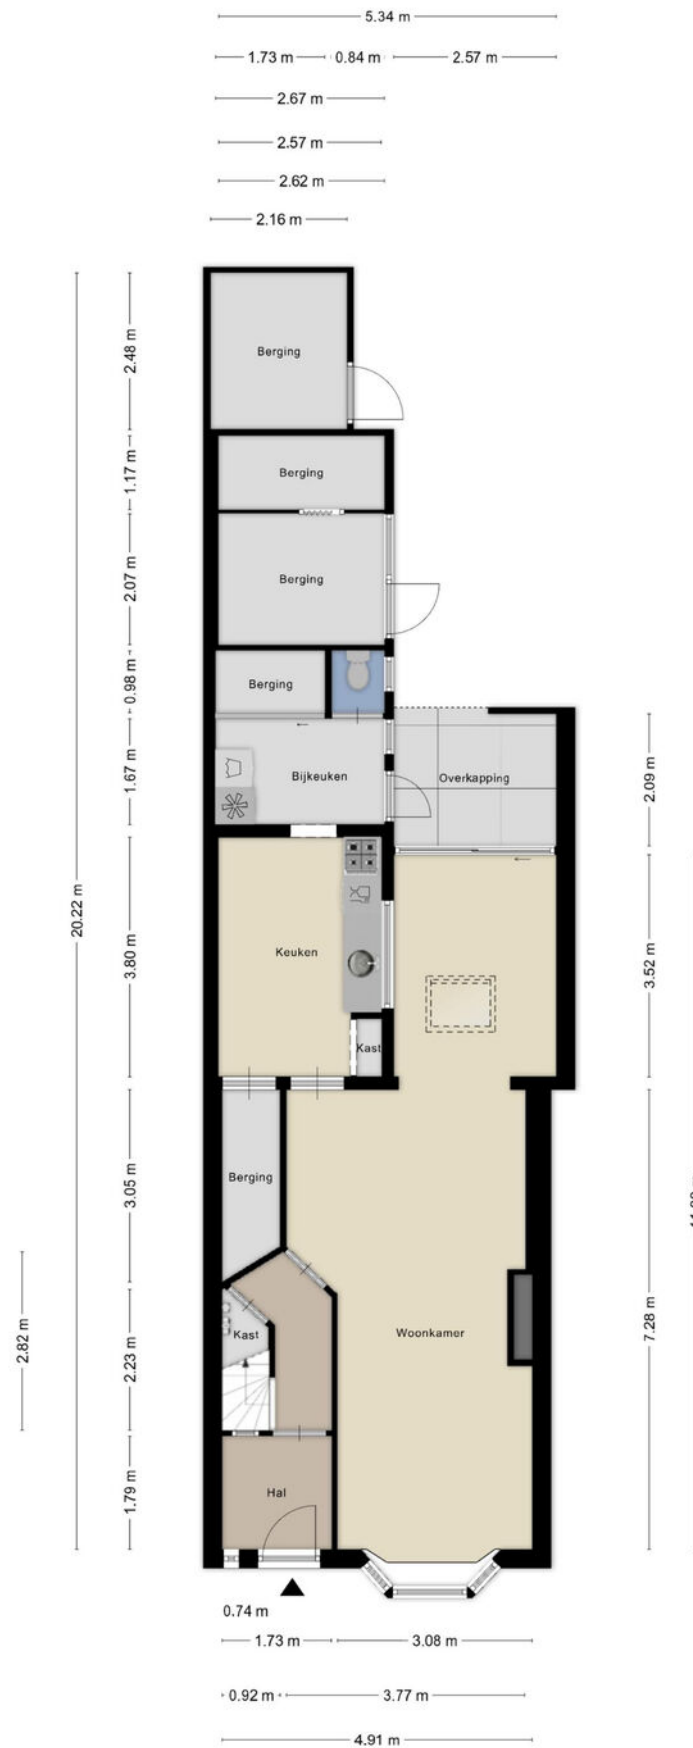 5.34 m
1.73 m 0.84 m 2.57 m
2.67 m
2.57 m
2.62 m
2.16 m
2.48 m
Berging
1.17 m
Berging
2.07 m
Berging
0.98 m
Berging
1.67 m
Bijkeuken
Overkapping
2.09 m
20.22 m
3.80 m
Keuken
3.52 m
Kast
3.05 m
Berging
2.82 m
2.23 m
Kast
Woonkamer
7.28 m
1.79 m
Hal
0.74 m
1.73 m 3.08 m
0.92 m 3.77 m
4.91 m